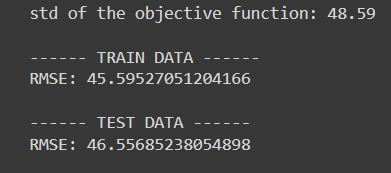 std of the objective function: 48.59
------ TRAIN DATA ------
RMSE: 45.59527051204166
------ TEST DATA ------
RMSE: 46.55685238054898